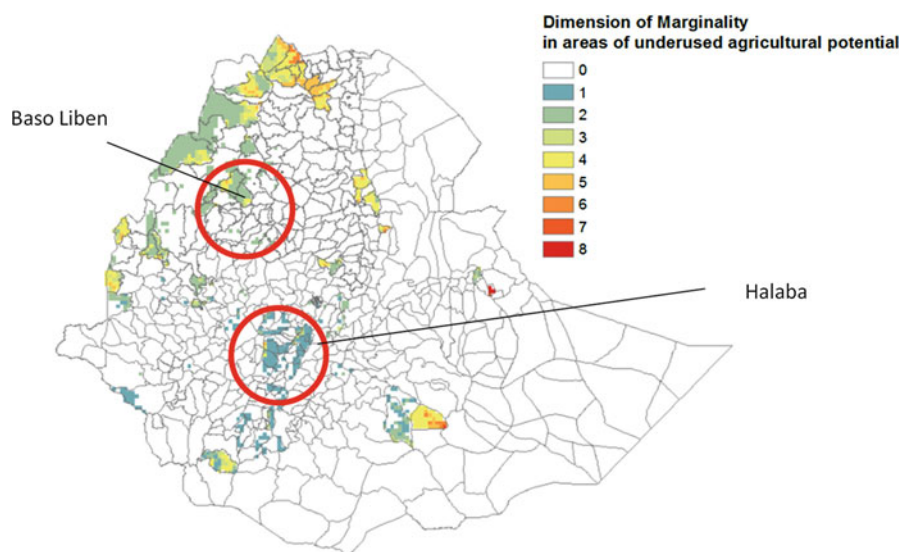 Dimension of Marginality
in areas of underused agricultural potential
0
1
2
3
4
5
6
7
8
Baso Liben
Halaba